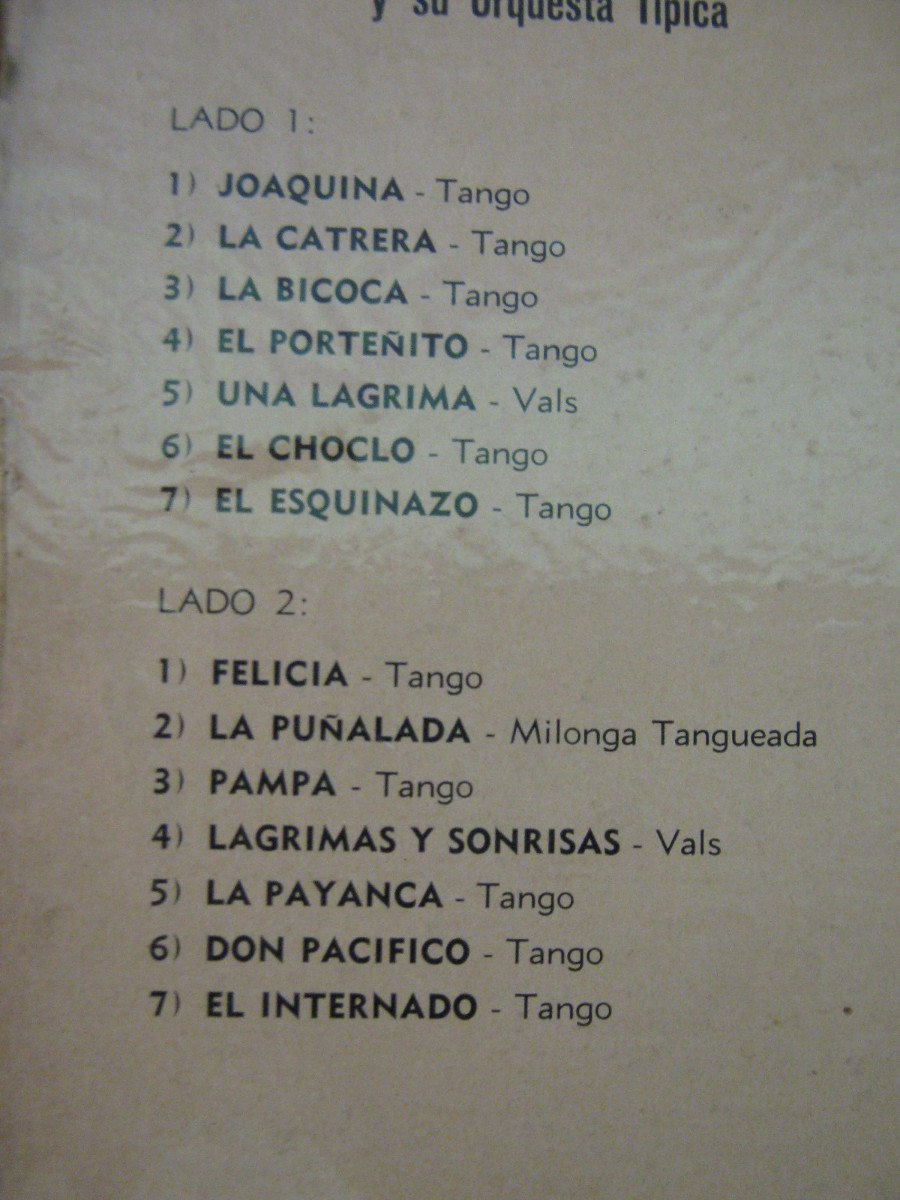 y su Orquesta Típica
LADO 1:
1) JOAQUINA - Tango
2) LA CATRERA - Tango
3) LA BICOCA - Tango
4) EL PORTEÑITO - Tango
5) UNA LAGRIMA - Vals
6) EL CHOCLO - Tango
7) EL ESQUINAZO - Tango
LADO 2:
1) FELICIA - Tango
2) LA PUÑALADA - Milonga Tangueada
3) PAMPA - Tango
4) LAGRIMAS Y SONRISAS - Vals
5) LA PAYANCA - Tango
6) DON PACIFICO - Tango
7) EL INTERNADO - Tango